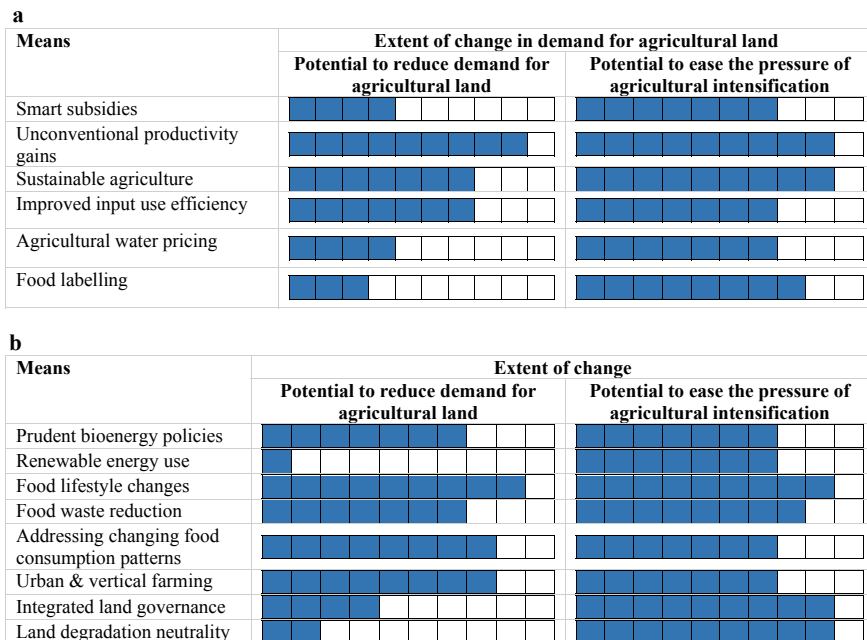 a
Means
Extent of change in demand for agricultural land
Potential to reduce demand for
agricultural land
Potential to ease the pressure of
agricultural intensification
Smart subsidies
Unconventional productivity
gains
Sustainable agriculture
Improved input use efficiency
Agricultural water pricing
Food labelling
b
Means
Extent of change
Potential to reduce demand for
agricultural land
Potential to ease the pressure of
agricultural intensification
Prudent bioenergy policies
Renewable energy use
Food lifestyle changes
Food waste reduction
Addressing changing food
consumption patterns
Urban & vertical farming
Integrated land governance
Land degradation neutrality